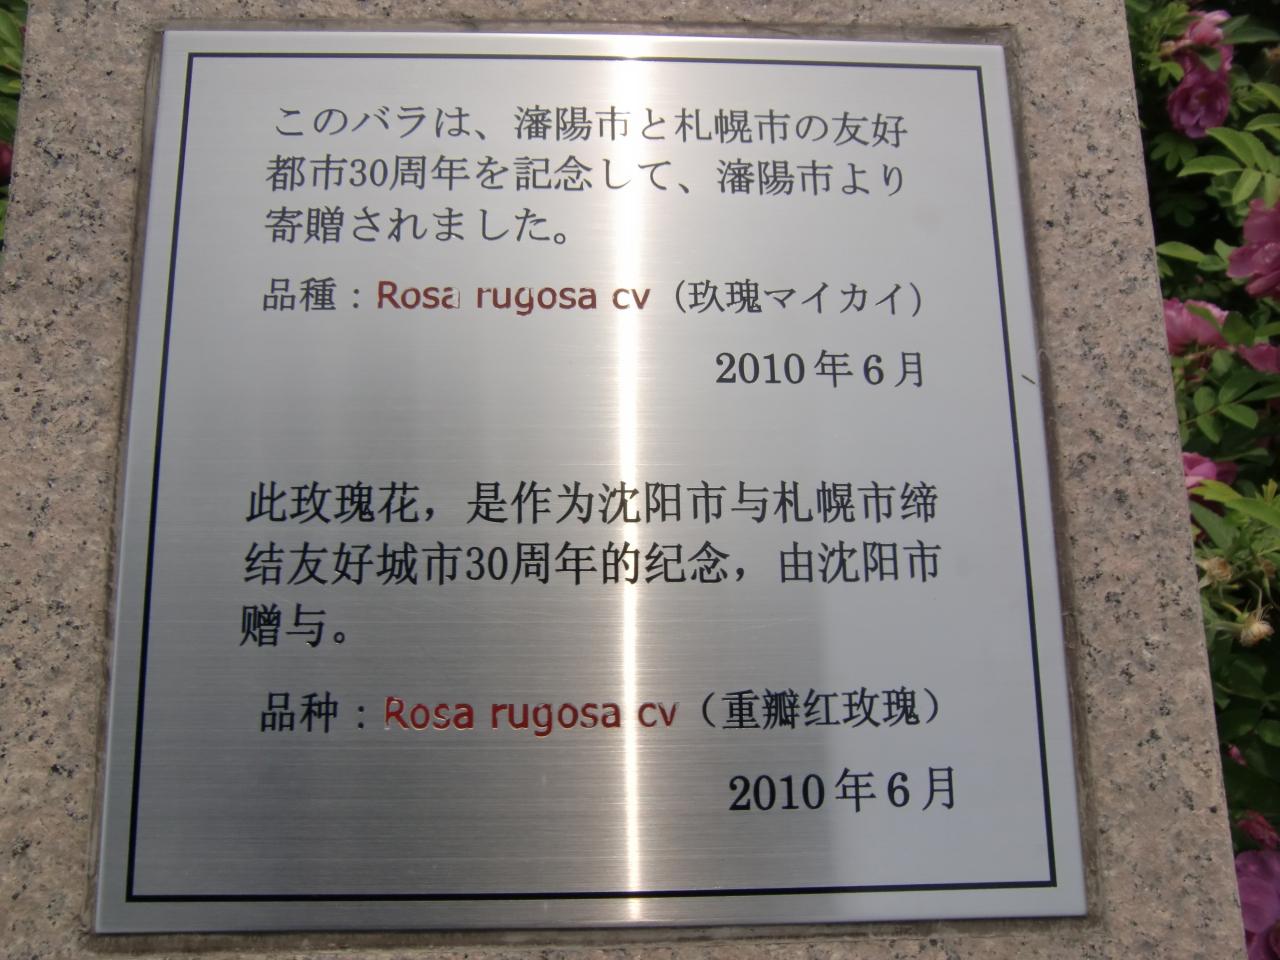 このバラは、瀋陽市と札幌市の友好
都市30周年を記念して、瀋陽市より
寄贈されました。
品種：Rosa rugosa cv（玖瑰マイカイ）
2010年6月
此玫瑰花，是作为沈阳市与札幌市缔
结友好城市30周年的纪念，由沈阳市
赠与。
品种：Rosa rugosa cv（重瓣红玫瑰）
2010年6月